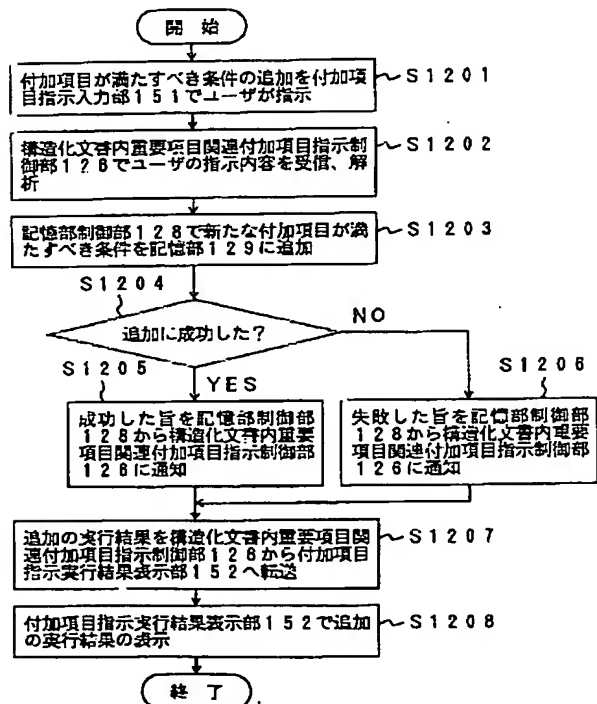 開 始
付加項目が満たすべき条件の追加を付加項
目指示入力部151でユーザが指示
S1201
構造化文書内重要項目関連付加項目指示制
御部126でユーザの指示内容を受信、解
析
S1202
記憶部制御部128で新たな付加項目が満
たすべき条件を記憶部129に追加
S1203
S1204
追加に成功した?
NO
YES
S1205
成功した旨を記憶部制御部
128から構造化文書内重要
項目関連付加項目指示制御部
126に通知
S1206
失敗した旨を記憶部制御部
128から構造化文書内重要
項目関連付加項目指示制御部
126に通知
追加の実行結果を構造化文書内重要項目関
連付加項目指示制御部126から付加項目
指示実行結果表示部152へ転送
S1207
付加項目指示実行結果表示部152で追加
の実行結果の表示
S1208
終 了